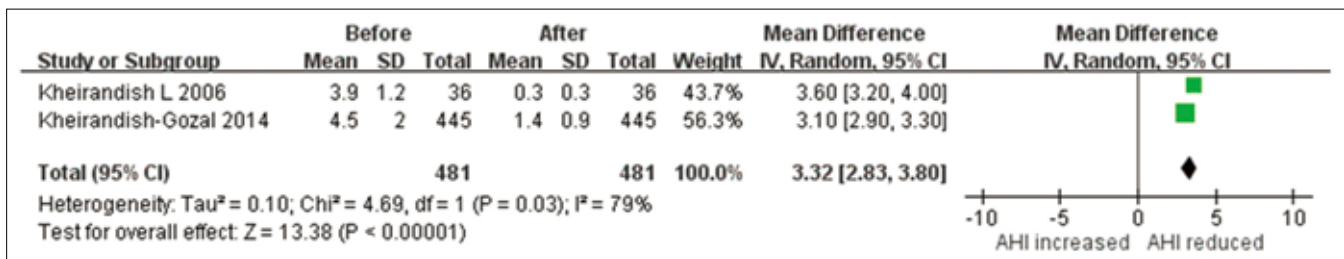 Before After Mean Difference Mean Difference
Study or Subgroup Mean SD Total Mean SD Total Weight IV, Random, 95% CI IV, Random, 95% CI
Kheirandish L 2006 3.9 1.2 36 0.3 0.3 36 43.7% 3.60 [3.20, 4.00]
Kheirandish-Gozal 2014 4.5 2 445 1.4 0.9 445 56.3% 3.10 [2.90, 3.30]
Total (95% CI) 481 481 100.0% 3.32 [2.83, 3.80]
Heterogeneity: Tau² = 0.10; Chi² = 4.69, df = 1 (P = 0.03); I² = 79%
Test for overall effect: Z = 13.38 (P < 0.00001)
-10 -5 0 5 10
AHI increased AHI reduced